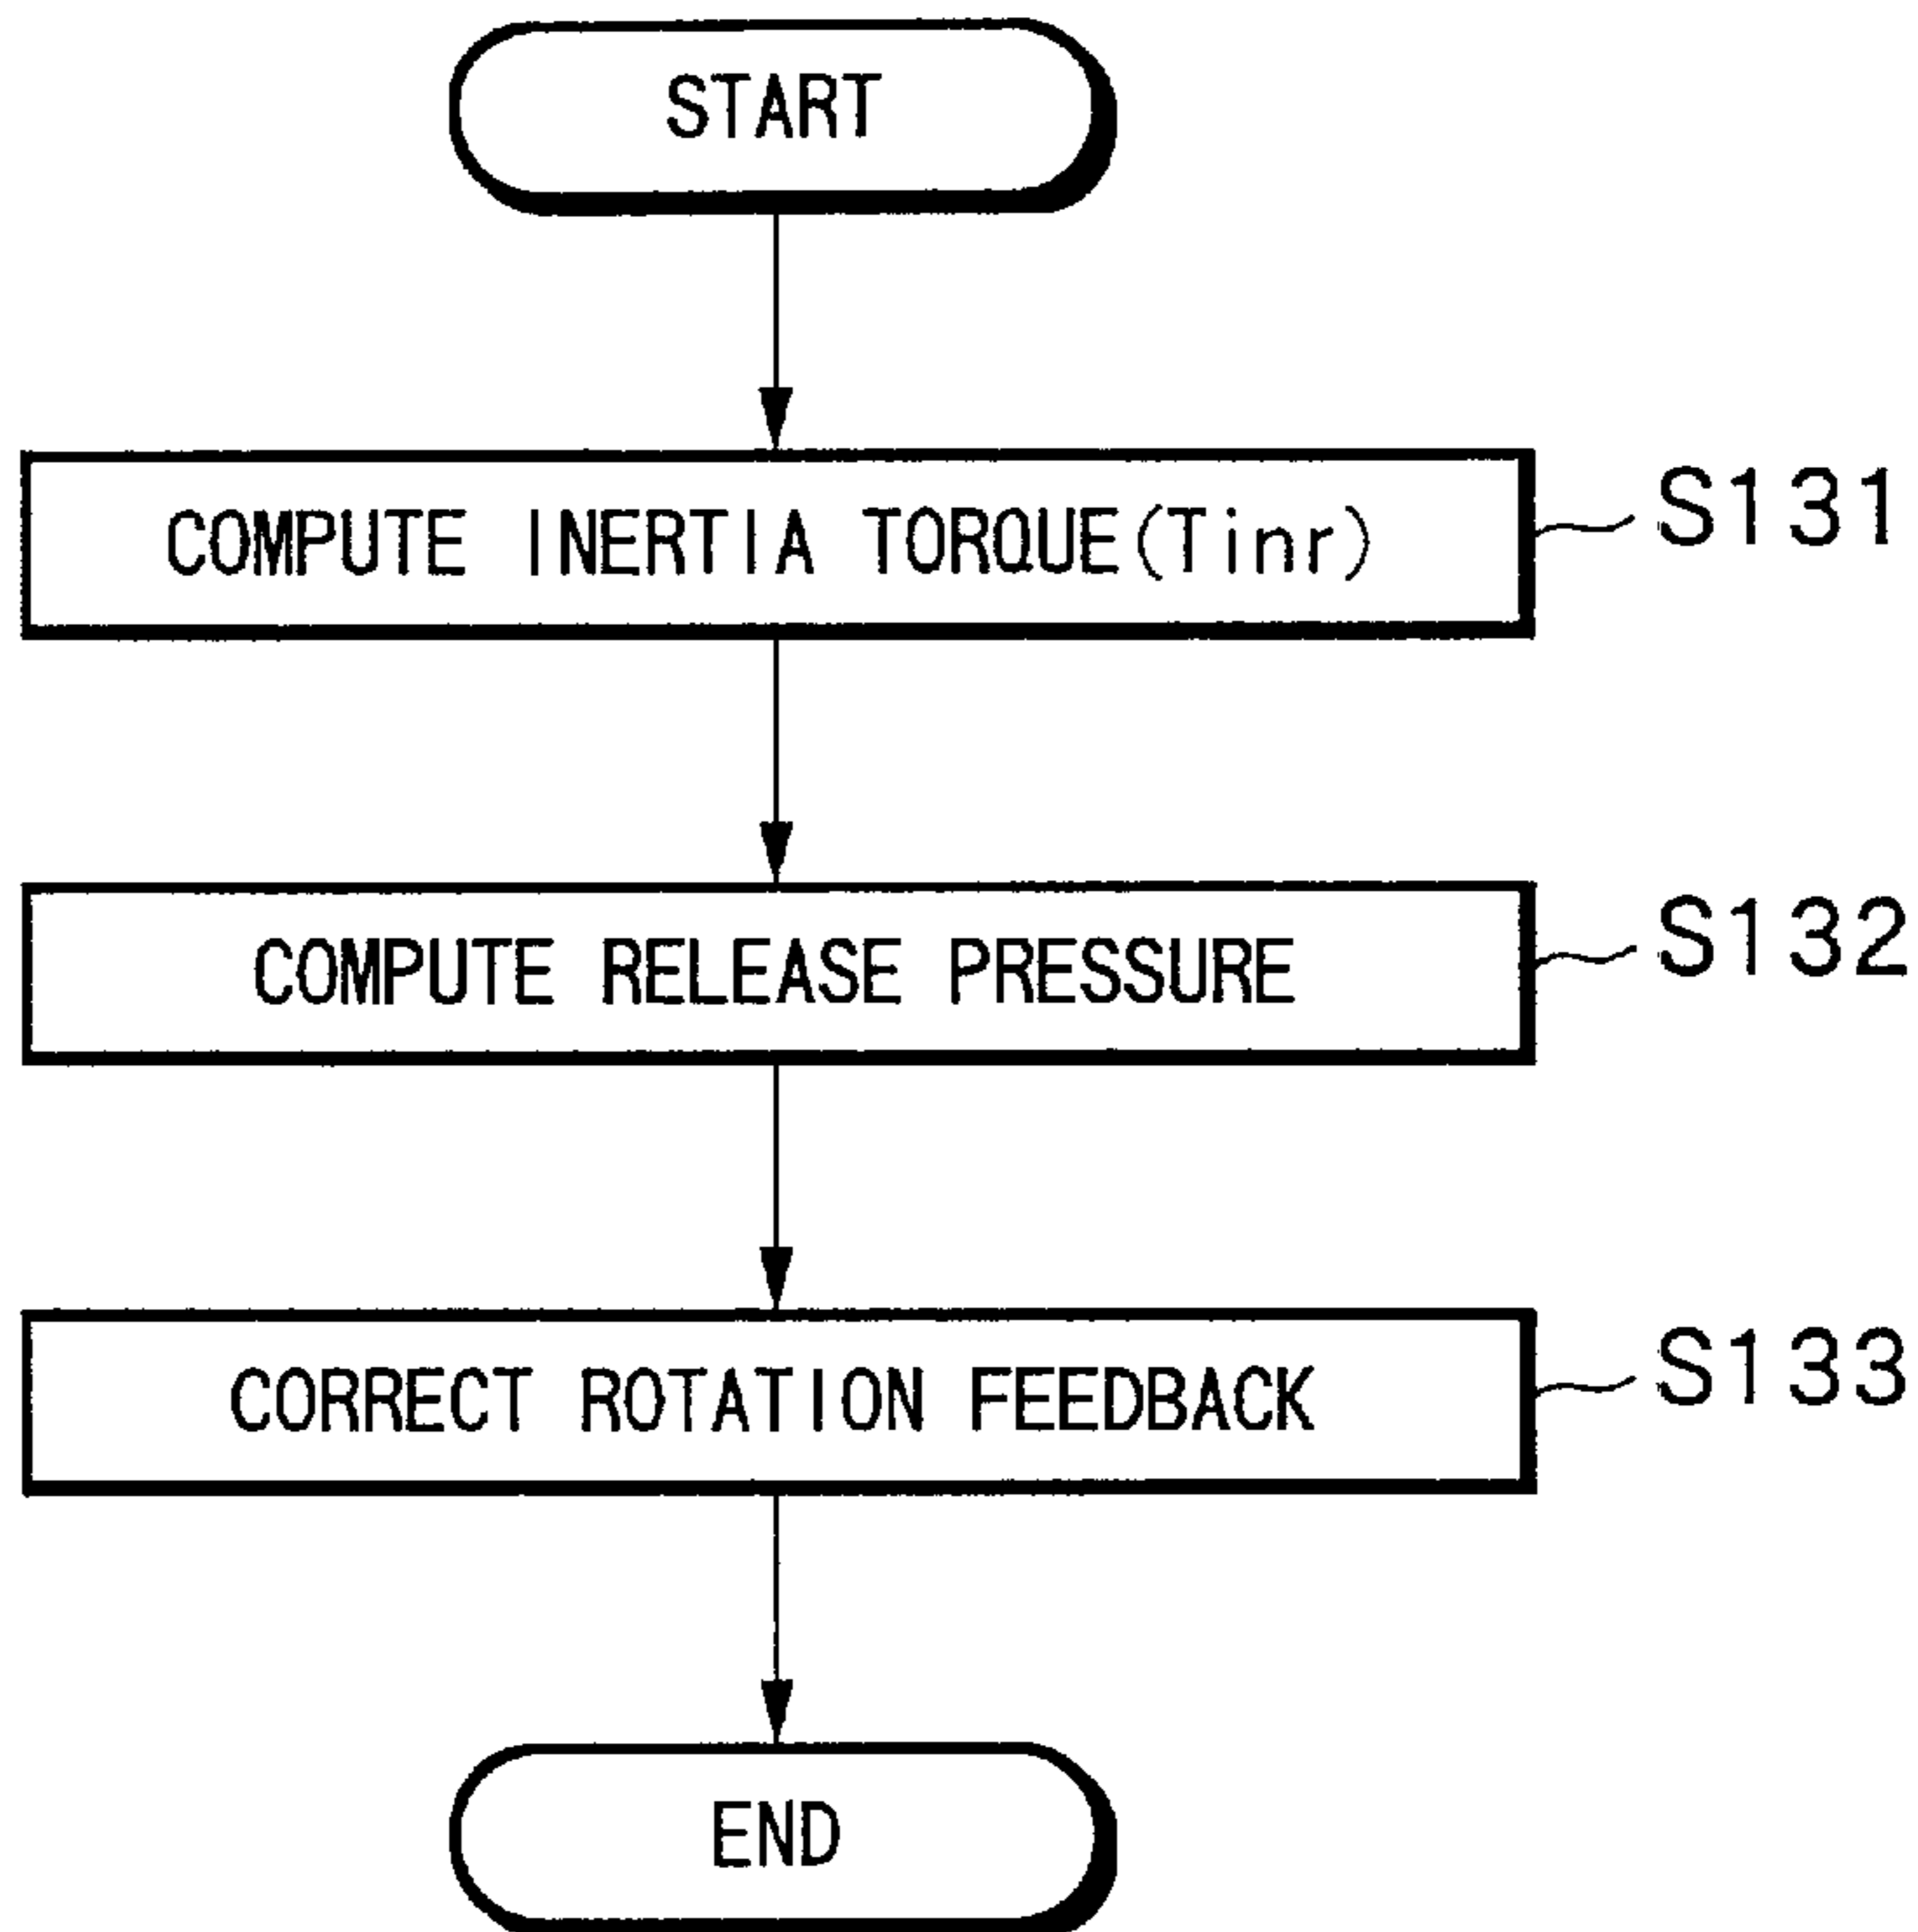 START
COMPUTE INERTIA TORQUE(Tinr)
S131
COMPUTE RELEASE PRESSURE
S132
CORRECT ROTATION FEEDBACK
S133
END